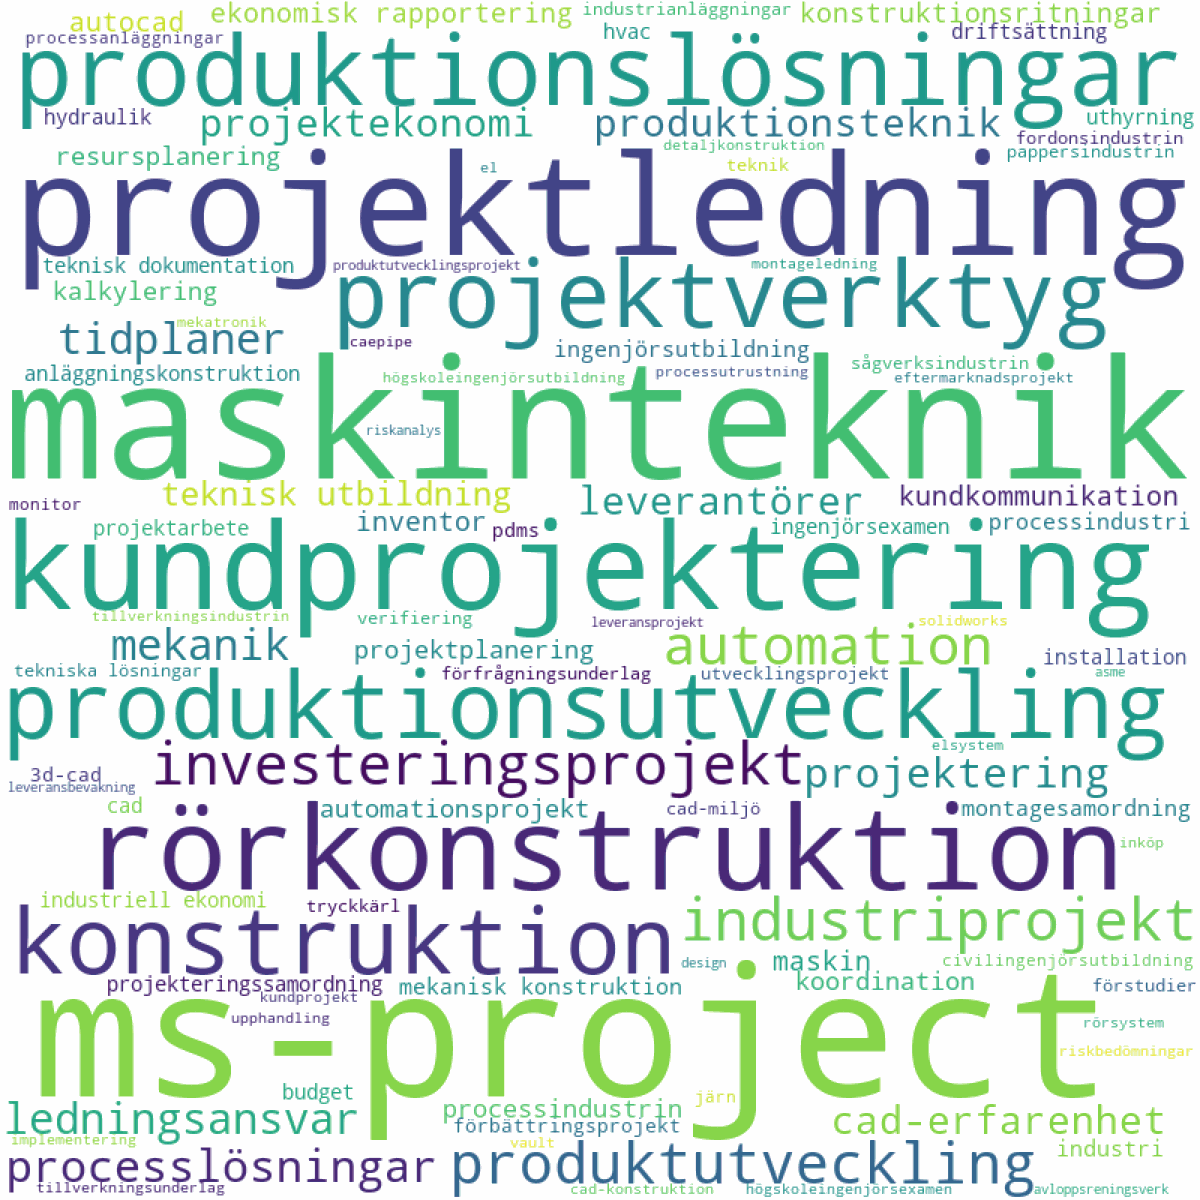 autocad
ekonomisk rapportering
industrianläggningar
konstruktionsritningar
processanläggningar
hvac
driftsättning
produktionslösningar
hydraulik
projektekonomi
produktionsteknik
uthyrning
fordonsindustrin
resursplanering
detaljkonstruktion
pappersindustrin
el
teknik
projektledning
teknisk dokumentation
produktutvecklingsprojekt
montageledning
kalkylering
projektverktyg
mekatronik
tidplaner
caepipe
ingenjörsutbildning
sågverksindustrin
anläggningskonstruktion
högskoleingenjörsutbildning
processutrustning
eftermarknadsprojekt
maskinteknik
riskanalys
monitor
teknisk utbildning
leverantörer
kundkommunikation
projektarbete
inventor
pdms
ingenjörsexamen
processindustri
kundprojektering
tillverkningsindustrin
verifiering
leveransprojekt
solidworks
mekanik
projektplanering
automation
installation
tekniska lösningar
förfrågningsunderlag
utvecklingsprojekt
asme
produktionsutveckling
investeringsprojekt
elsystem
3d-cad
projektering
leveransbevakning
cad
automationsprojekt
cad-miljö
montagesamordning
rörkonstruktion
inköp
industriell ekonomi
tryckkärl
konstruktion
industriprojekt
design
maskin
civilingenjörsutbildning
projekteringssamordning
kundprojekt
mekanisk konstruktion
koordination
förstudier
upphandling
rörsystem
ms-project
riskbedömningar
budget
järn
ledningsansvar
processindustrin
cad-erfarenhet
förbättringsprojekt
implementering
vault
industri
processlösningar
produktutveckling
tillverkningsunderlag
cad-konstruktion
högskoleingenjörsexamen
avloppsreningsverk